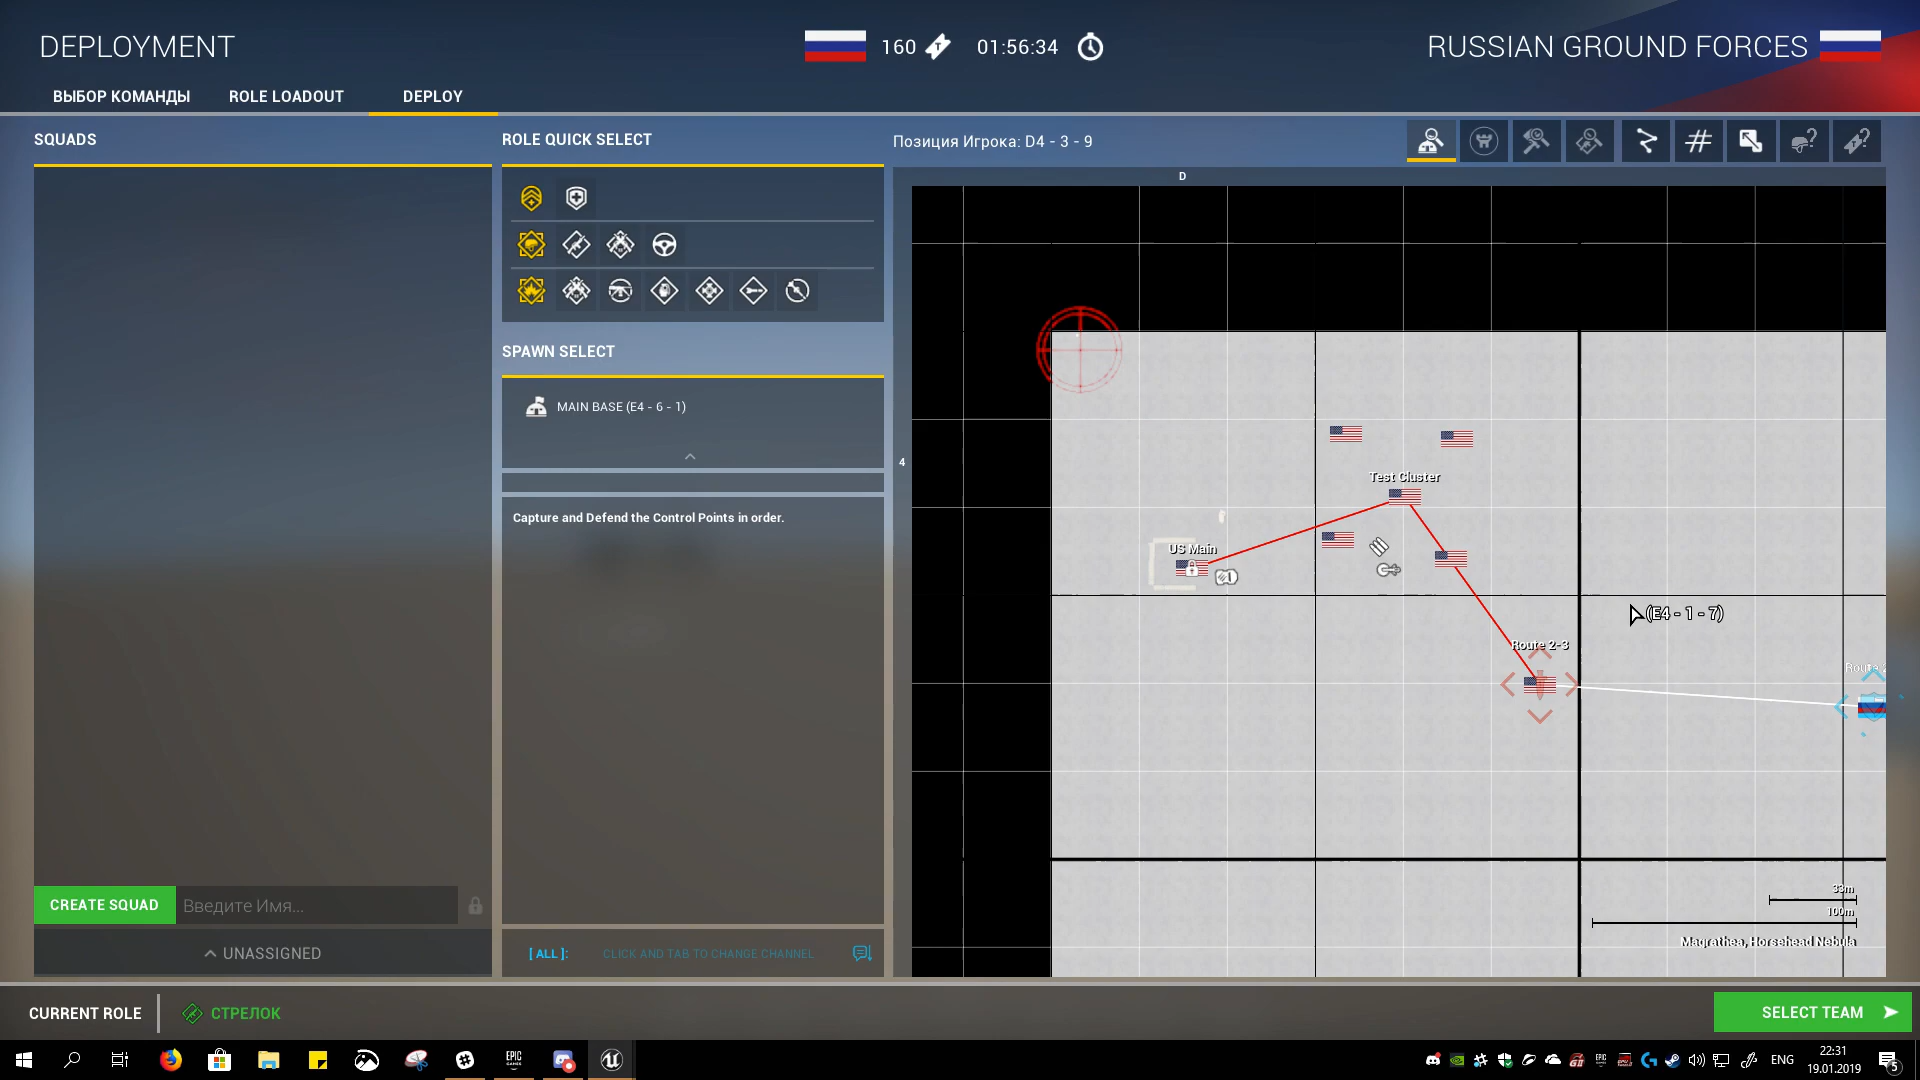 DEPLOYMENT
160
01:56:34
RUSSIAN GROUND FORCES
ВЫБОР КОМАНДЫ
ROLE LOADOUT
DEPLOY
SQUADS
ROLE QUICK SELECT
Позиция Игрока: D4 - 3 - 9
D
SPAWN SELECT
MAIN BASE (E4 - 6 - 1)
4
Test Cluster
Capture and Defend the Control Points in order.
US Main
(E4 - 1 - 7)
Route 2-3
Route
33m
100m
Magrathea, Horsehead Nebula
CREATE SQUAD
Введите Имя...
UNASSIGNED
[ ALL ]:
CLICK AND TAB TO CHANGE CHANNEL
CURRENT ROLE
СТРЕЛОК
SELECT TEAM
EPIC
GAMES
ENG
22:31
19.01.2019
5